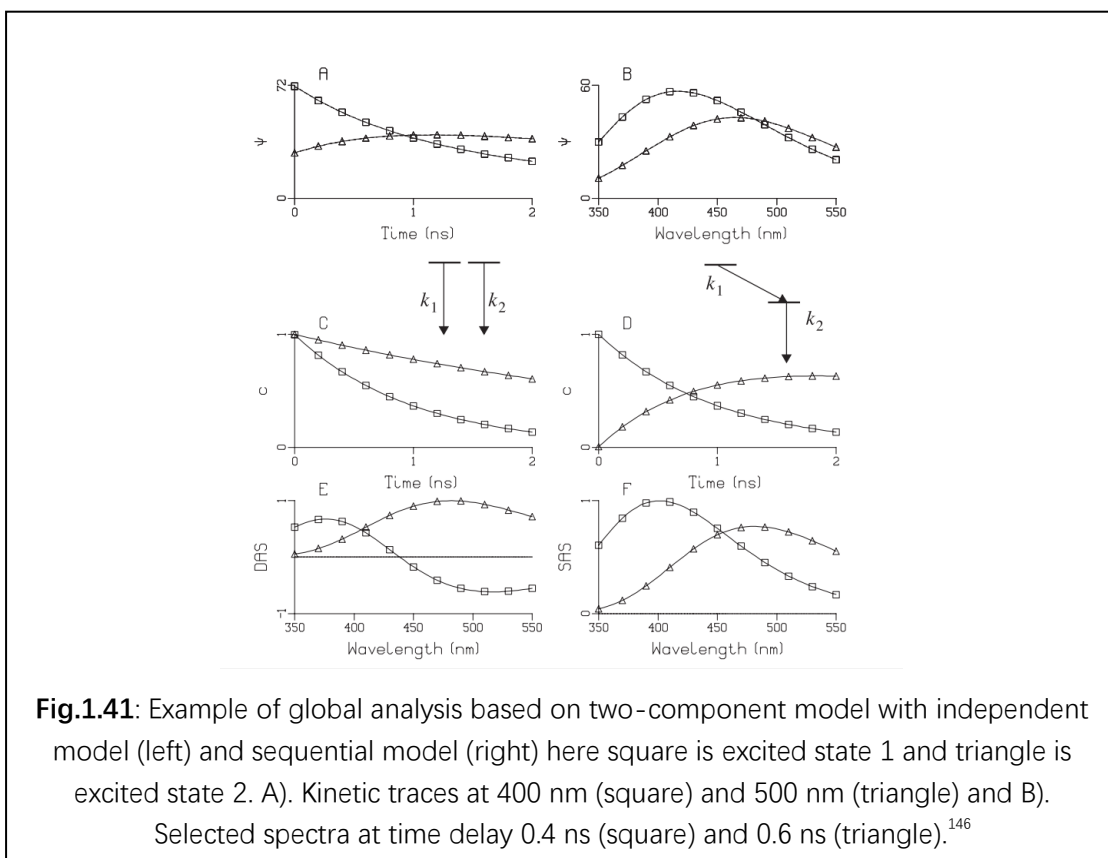 A
B
72
ψ
0
0
1
2
Time (ns)
60
ψ
0
350
400
450
500
550
Wavelength (nm)
k1
k2
k1
k2
C
D
1
c
0
0
1
2
Time (ns)
1
c
0
0
1
2
Time (ns)
E
F
1
DAS
-1
350
400
450
500
550
Wavelength (nm)
1
SAS
0
350
400
450
500
550
Wavelength (nm)
Fig.1.41: Example of global analysis based on two-component model with independent
model (left) and sequential model (right) here square is excited state 1 and triangle is
excited state 2. A). Kinetic traces at 400 nm (square) and 500 nm (triangle) and B).
Selected spectra at time delay 0.4 ns (square) and 0.6 ns (triangle).146